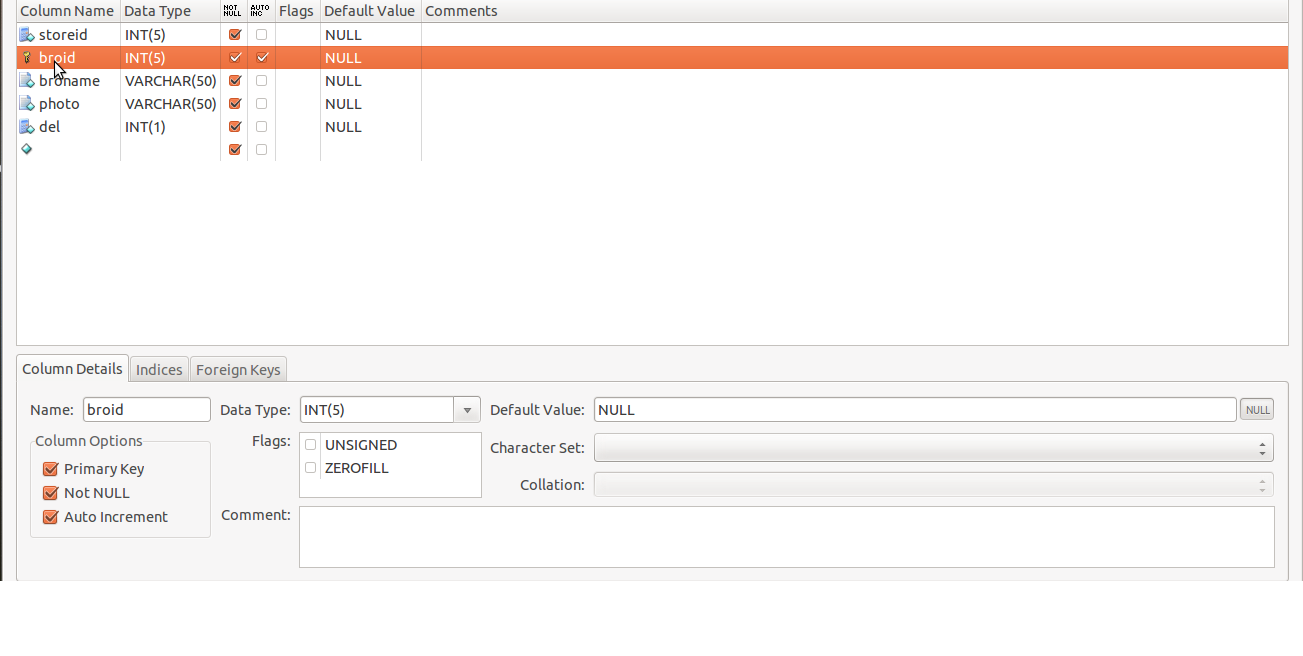 Column Name Data Type NOT NULL AUTO INC Flags Default Value Comments
storeid INT(5) NULL
broid INT(5) NULL
broname VARCHAR(50) NULL
photo VARCHAR(50) NULL
del INT(1) NULL
Column Details Indices Foreign Keys
Name: broid Data Type: INT(5) Default Value: NULL NULL
Column Options Flags: UNSIGNED Character Set:
Primary Key ZEROFILL
Not NULL Collation:
Auto Increment Comment: